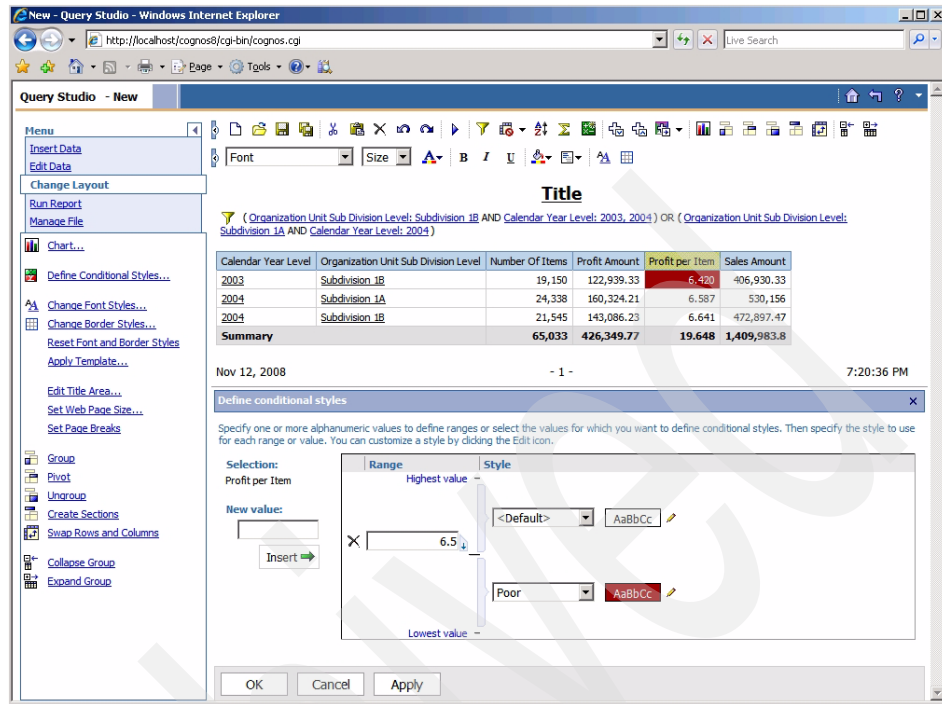 New - Query Studio - Windows Internet Explorer
http://localhost/cognos8/cgi-bin/cognos.cgi
Live Search
Page Tools
Query Studio - New
Menu
Insert Data
Edit Data
Change Layout
Run Report
Manage File
Chart...
Define Conditional Styles...
Change Font Styles...
Change Border Styles...
Reset Font and Border Styles
Apply Template...
Edit Title Area...
Set Web Page Size...
Set Page Breaks
Group
Pivot
Ungroup
Create Sections
Swap Rows and Columns
Collapse Group
Expand Group
Font Size A B I U
Title
( Organization Unit Sub Division Level: Subdivision 1B AND Calendar Year Level: 2003, 2004 ) OR ( Organization Unit Sub Division Level:
Subdivision 1A AND Calendar Year Level: 2004 )
Calendar Year Level Organization Unit Sub Division Level Number Of Items Profit Amount Profit per Item Sales Amount
2003 Subdivision 1B 19,150 122,939.33 6.420 406,930.33
2004 Subdivision 1A 24,338 160,324.21 6.587 530,156
2004 Subdivision 1B 21,545 143,086.23 6.641 472,897.47
Summary 65,033 426,349.77 19.648 1,409,983.8
Nov 12, 2008 - 1 - 7:20:36 PM
Define conditional styles
Specify one or more alphanumeric values to define ranges or select the values for which you want to define conditional styles. Then specify the style to use
for each range or value. You can customize a style by clicking the Edit icon.
Selection:
Profit per Item
New value:
Insert
Range Style
Highest value
<Default> AaBbCc
6.5
Poor AaBbCc
Lowest value
OK Cancel Apply